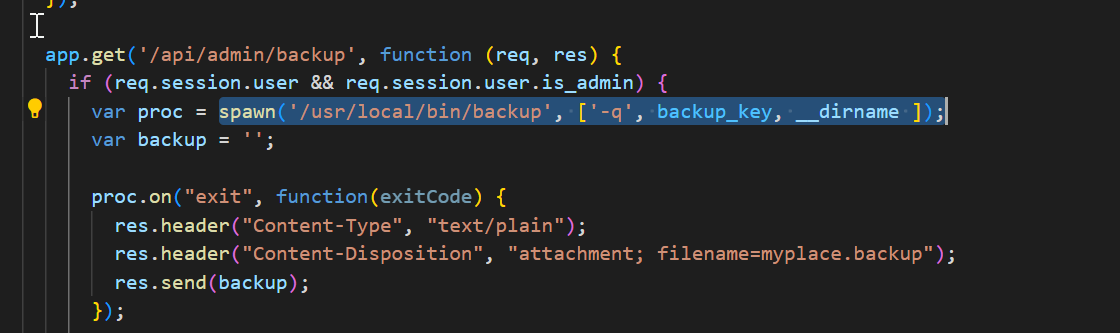 });
app.get('/api/admin/backup', function (req, res) {
if (req.session.user && req.session.user.is_admin) {
var proc = spawn('/usr/local/bin/backup', ['-q', backup_key, __dirname ]);
var backup = '';
proc.on("exit", function(exitCode) {
res.header("Content-Type", "text/plain");
res.header("Content-Disposition", "attachment; filename=myplace.backup");
res.send(backup);
});